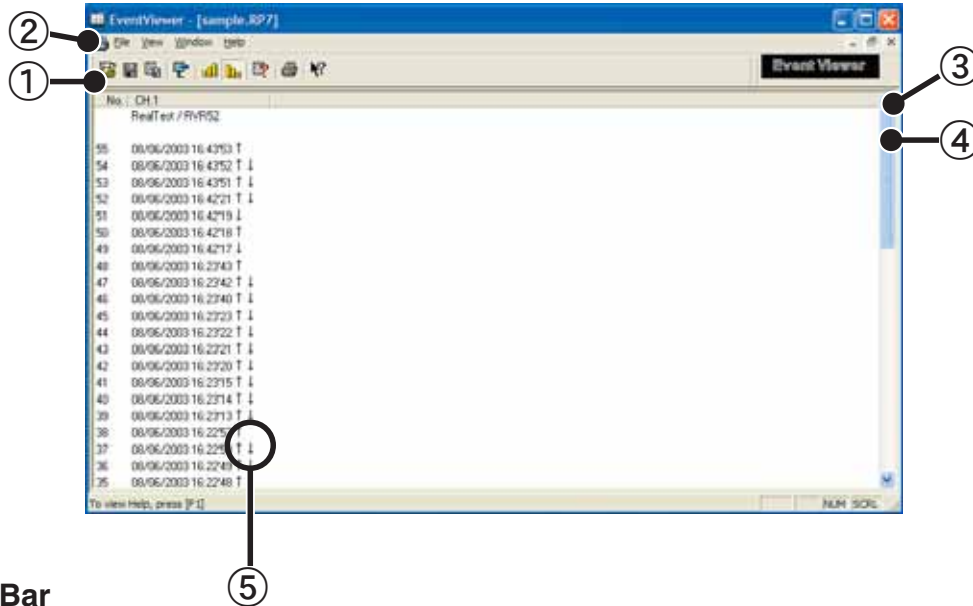 EventViewer - [sample.RP7]
②
File View Window Help
①
Event Viewer
③
No. CH.1
RealTest / RVR52
④
55 08/06/2003 16:43'53 ↑
54 08/06/2003 16:43'52 ↑ ↓
53 08/06/2003 16:43'51 ↑ ↓
52 08/06/2003 16:42'21 ↑ ↓
51 08/06/2003 16:42'19 ↓
50 08/06/2003 16:42'18 ↑
49 08/06/2003 16:42'17 ↓
48 08/06/2003 16:23'43 ↑
47 08/06/2003 16:23'42 ↑ ↓
46 08/06/2003 16:23'40 ↑ ↓
45 08/06/2003 16:23'23 ↑ ↓
44 08/06/2003 16:23'22 ↑ ↓
43 08/06/2003 16:23'21 ↑ ↓
42 08/06/2003 16:23'20 ↑ ↓
41 08/06/2003 16:23'15 ↑ ↓
40 08/06/2003 16:23'14 ↑ ↓
39 08/06/2003 16:23'13 ↑ ↓
38 08/06/2003 ↑
37 08/06/2003 ↑ ↓
36 08/06/2003 16:22'49 ↑ ↓
35 08/06/2003 16:22'48 ↑
To view Help, press [F1]
NUM SCRL
⑤
Bar